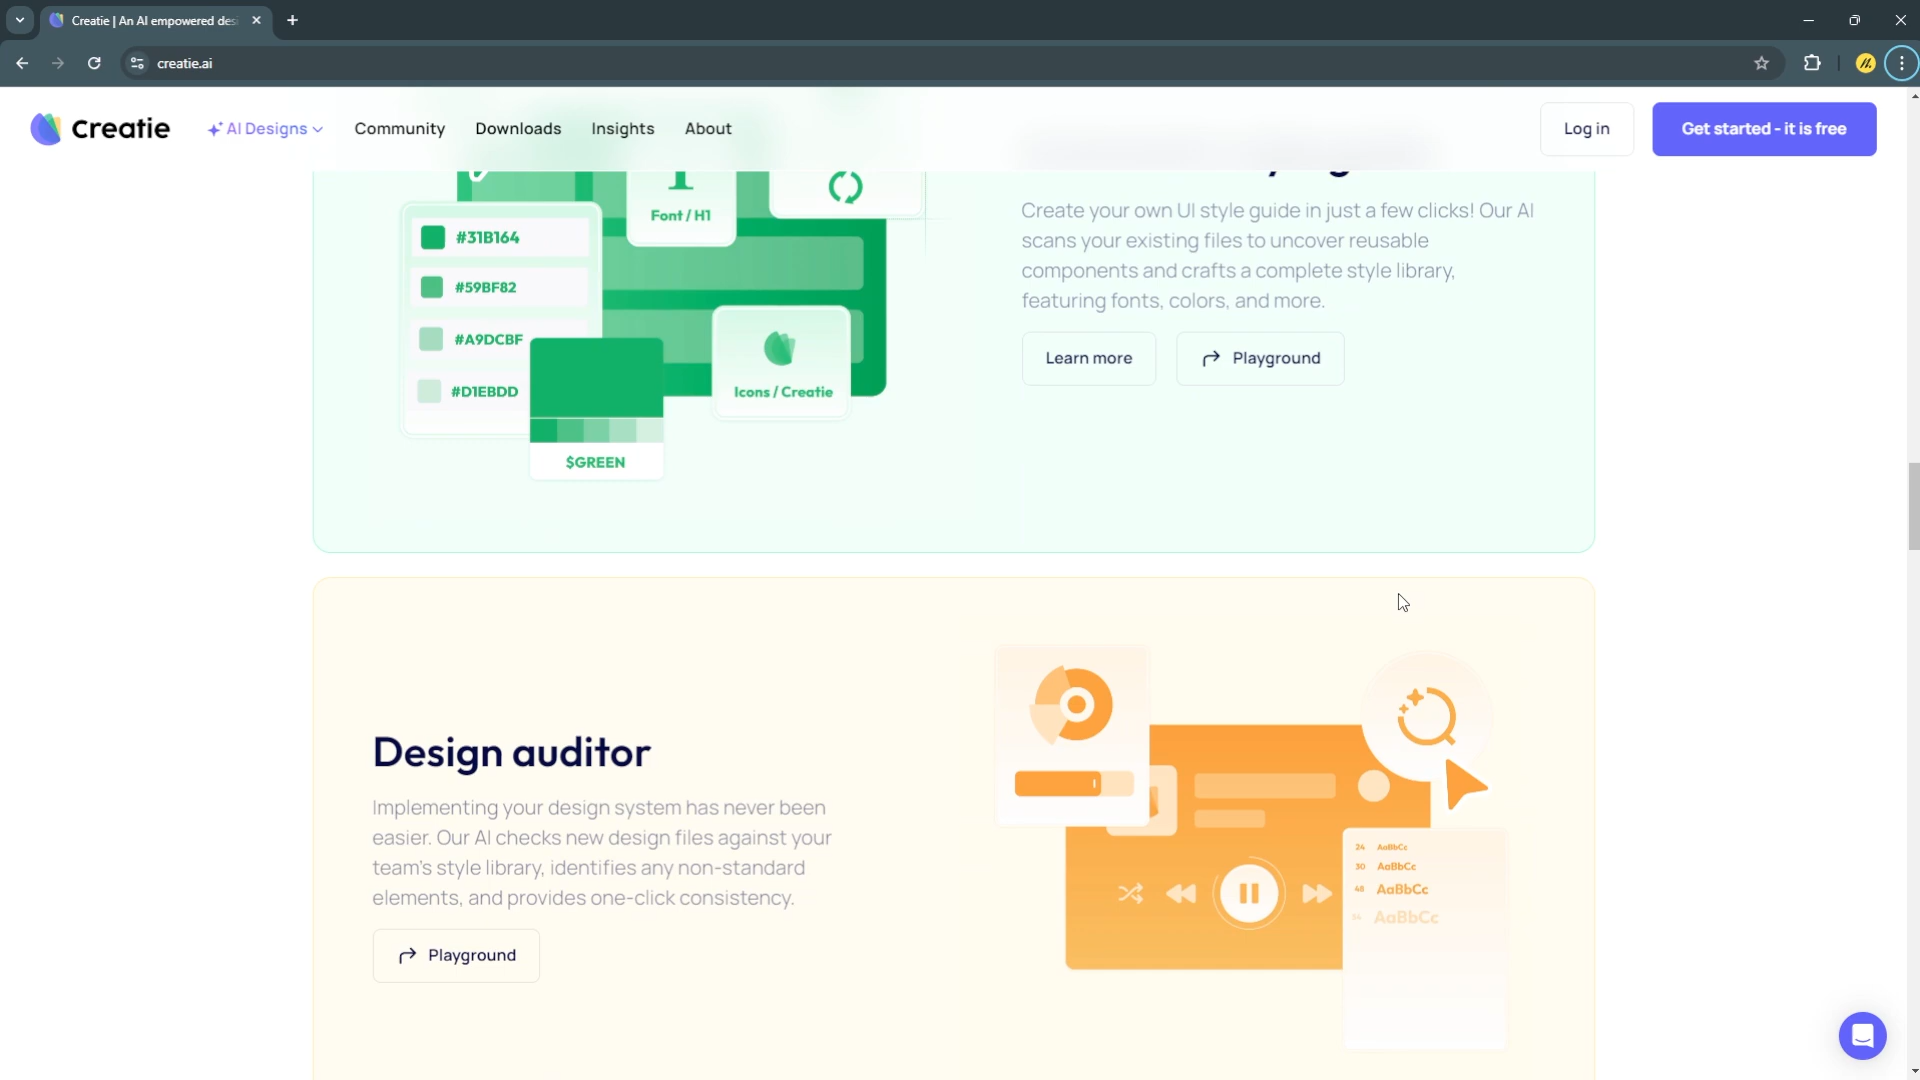 Creatie | An AI empowered des
creatie.ai
Creatie
AI Designs
Community
Downloads
Insights
About
Log in
Get started - it is free
Font / H1
#31B164
#59BF82
#A9DCBF
#D1EBDD
Icons / Creatie
$GREEN
Create your own UI style guide in just a few clicks! Our AI
scans your existing files to uncover reusable
components and crafts a complete style library,
featuring fonts, colors, and more.
Learn more
Playground
Design auditor
Implementing your design system has never been
easier. Our AI checks new design files against your
team's style library, identifies any non-standard
elements, and provides one-click consistency.
Playground
24 AaBbCc
30 AaBbCc
48 AaBbCc
AaBbCc